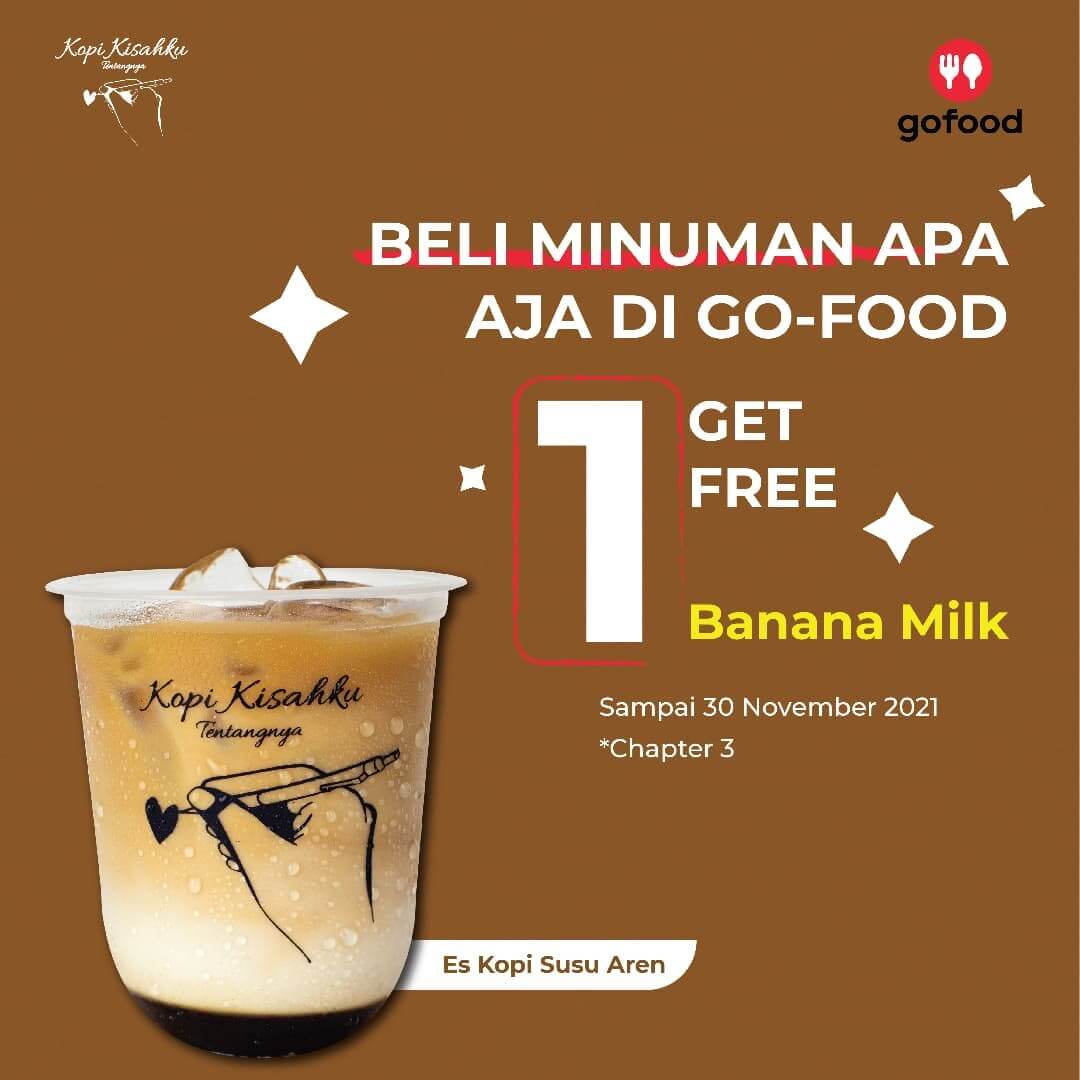 Kopi Kisahku
Tentangnya
gofood
BELI MINUMAN APA
AJA DI GO-FOOD
1
GET
FREE
Banana Milk
Sampai 30 November 2021
*Chapter 3
Kopi Kisahku
Tentangnya
Es Kopi Susu Aren